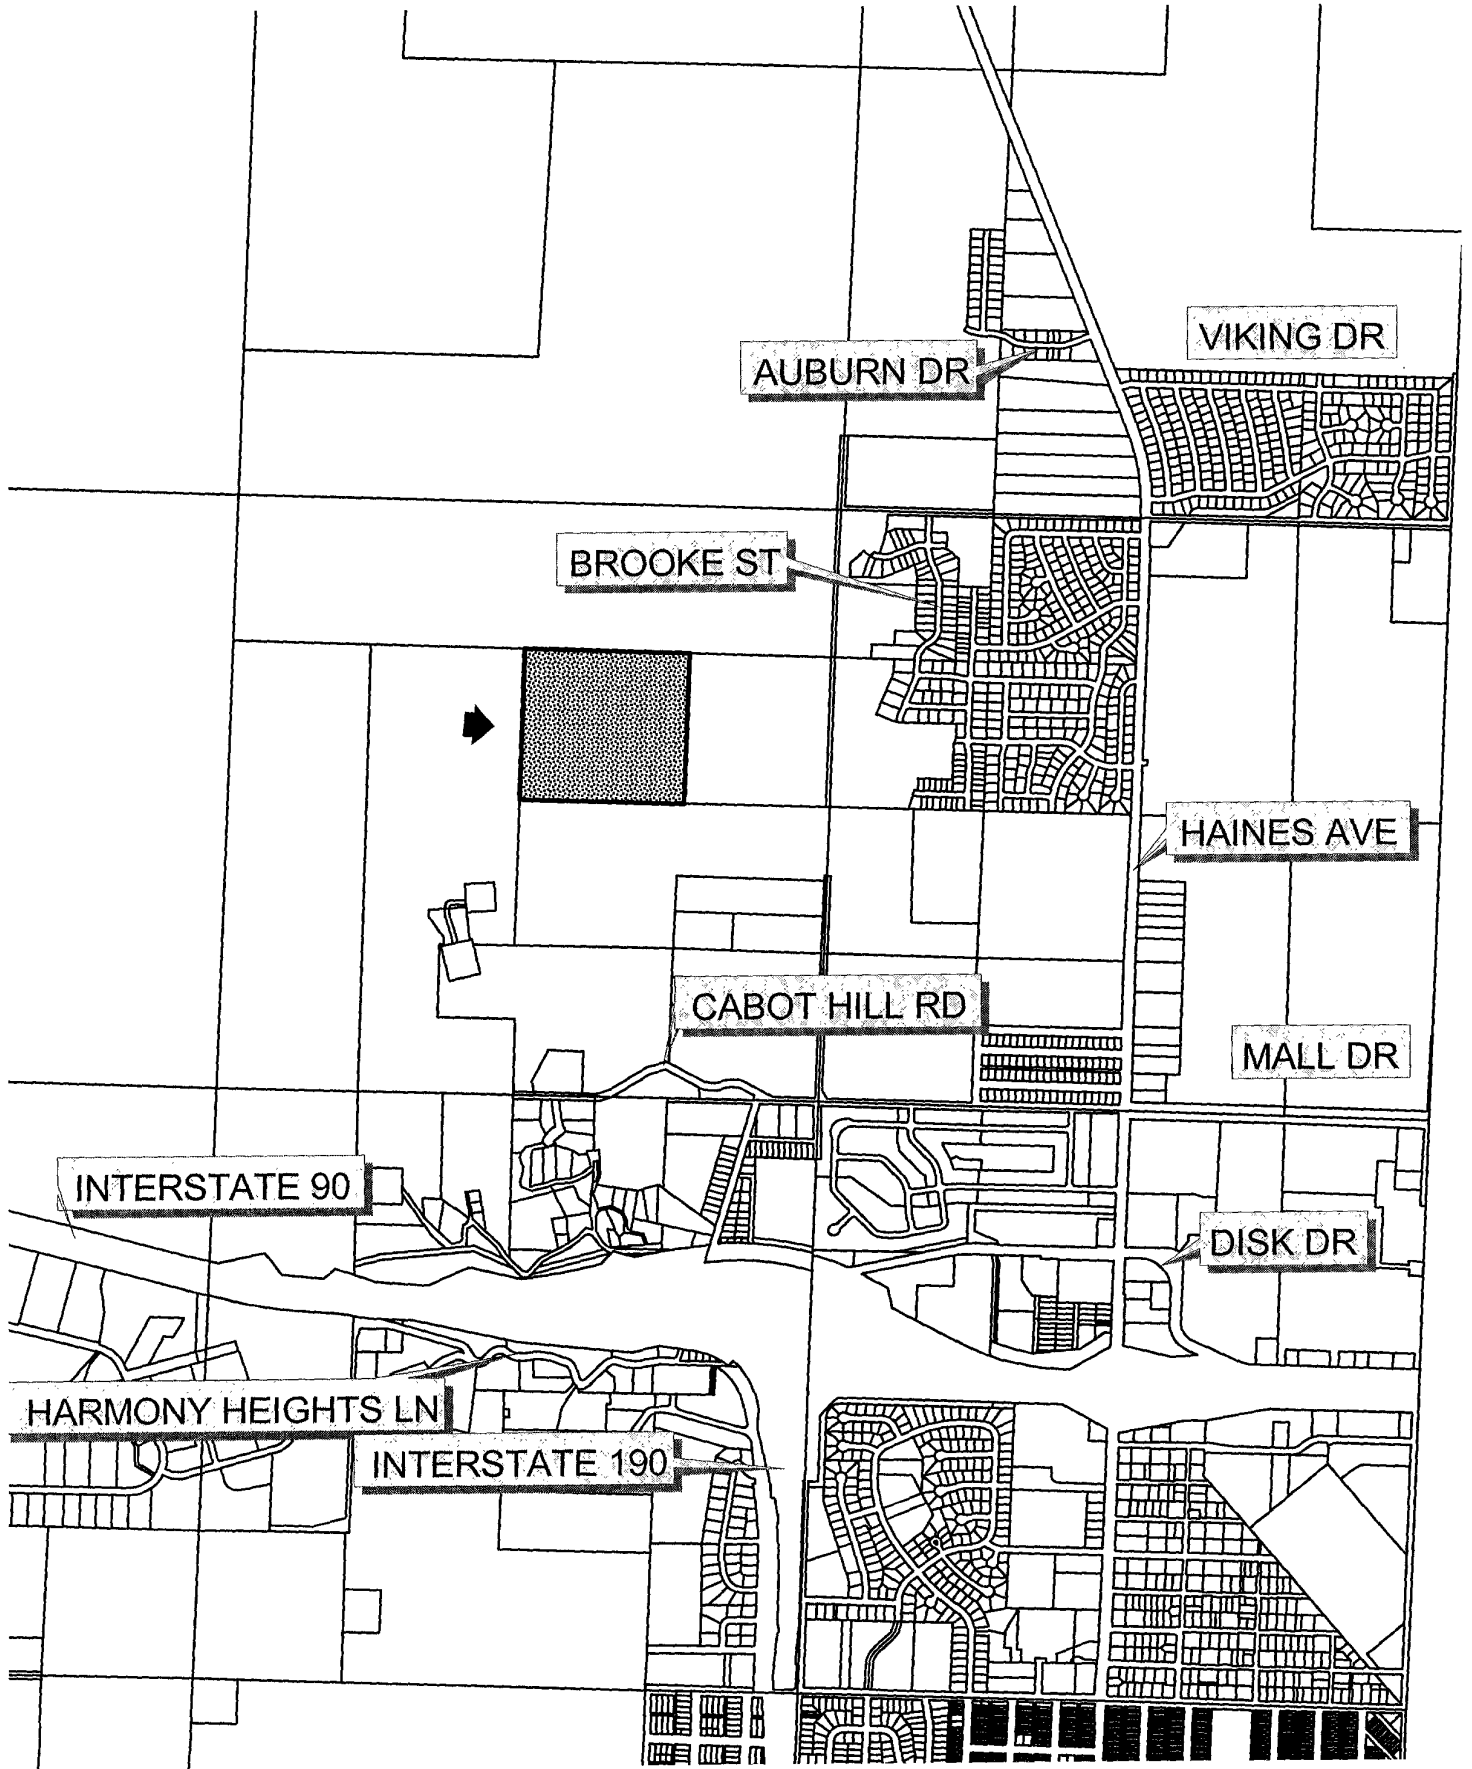 VIKING DR
AUBURN DR
BROOKE ST
HAINES AVE
CABOT HILL RD
MALL DR
INTERSTATE 90
DISK DR
HARMONY HEIGHTS LN
INTERSTATE 190